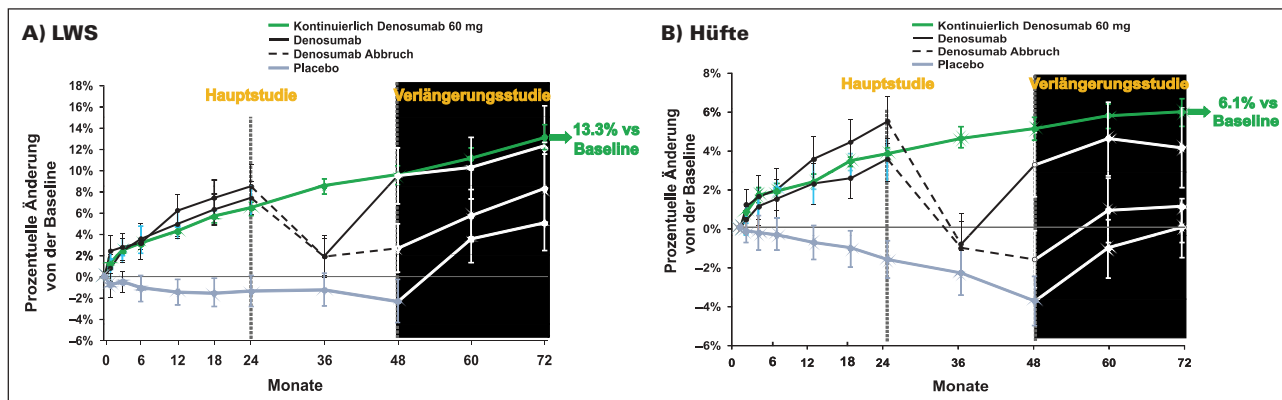 A) LWS
Kontinuierlich Denosumab 60 mg
Denosumab
Denosumab Abbruch
Placebo
Hauptstudie
Verlängerungsstudie
Prozentuelle Änderung
von der Baseline
18%
16%
14%
12%
10%
8%
6%
4%
2%
0%
–2%
–4%
–6%
13.3% vs
Baseline
0 6 12 18 24 36 48 60 72
Monate
B) Hüfte
Kontinuierlich Denosumab 60 mg
Denosumab
Denosumab Abbruch
Placebo
Hauptstudie
Verlängerungsstudie
Prozentuelle Änderung
von der Baseline
8%
6%
4%
2%
0%
–2%
–4%
–6%
6.1% vs
Baseline
0 6 12 18 24 36 48 60 72
Monate